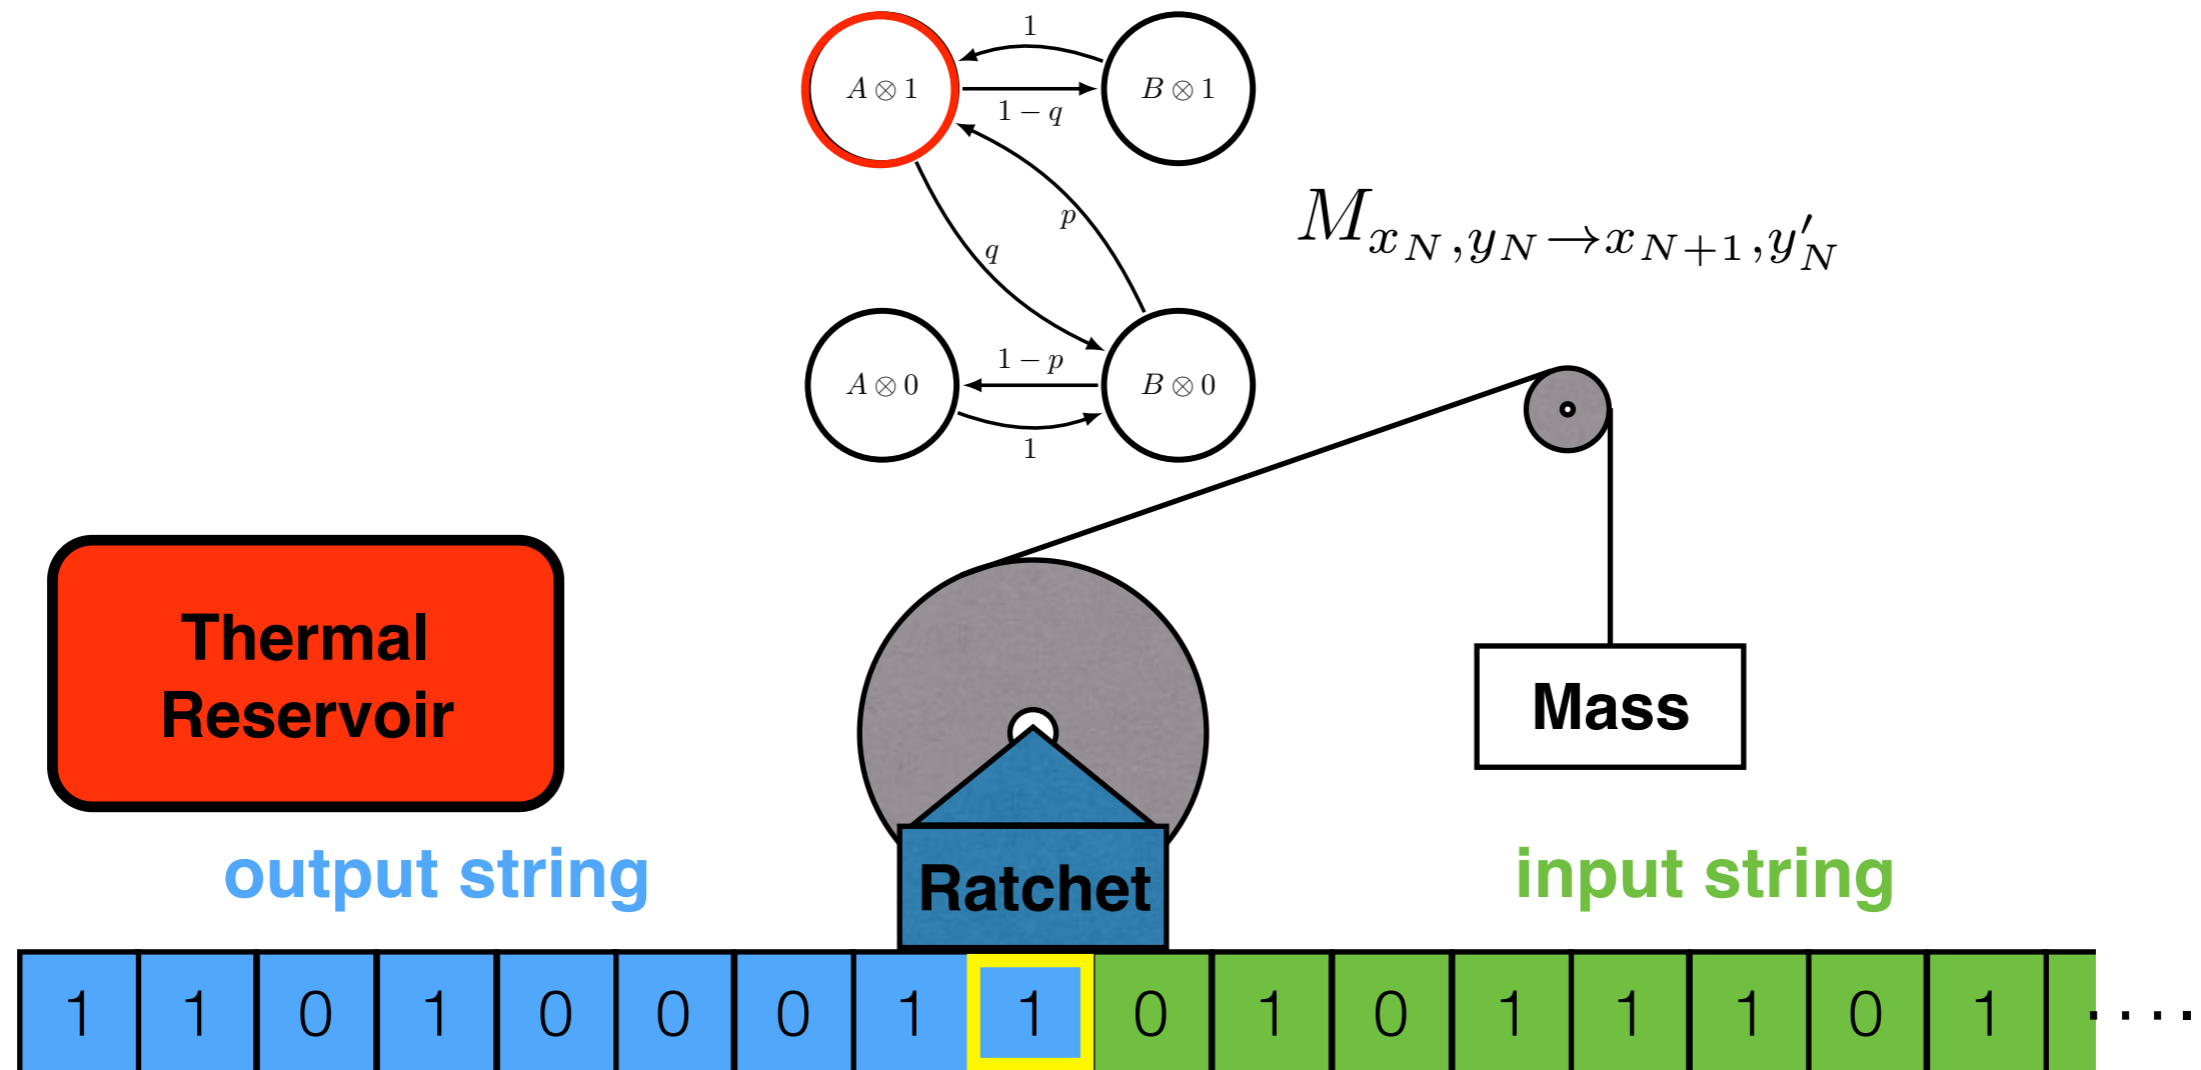 1
A ⊗ 1
B ⊗ 1
1 − q
p
q
M_{x_N, y_N → x_{N+1}, y'_N}
1 − p
A ⊗ 0
B ⊗ 0
1
Thermal
Reservoir
Mass
output string
Ratchet
input string
1 1 0 1 0 0 0 1 1 0 1 0 1 1 1 0 1 ....